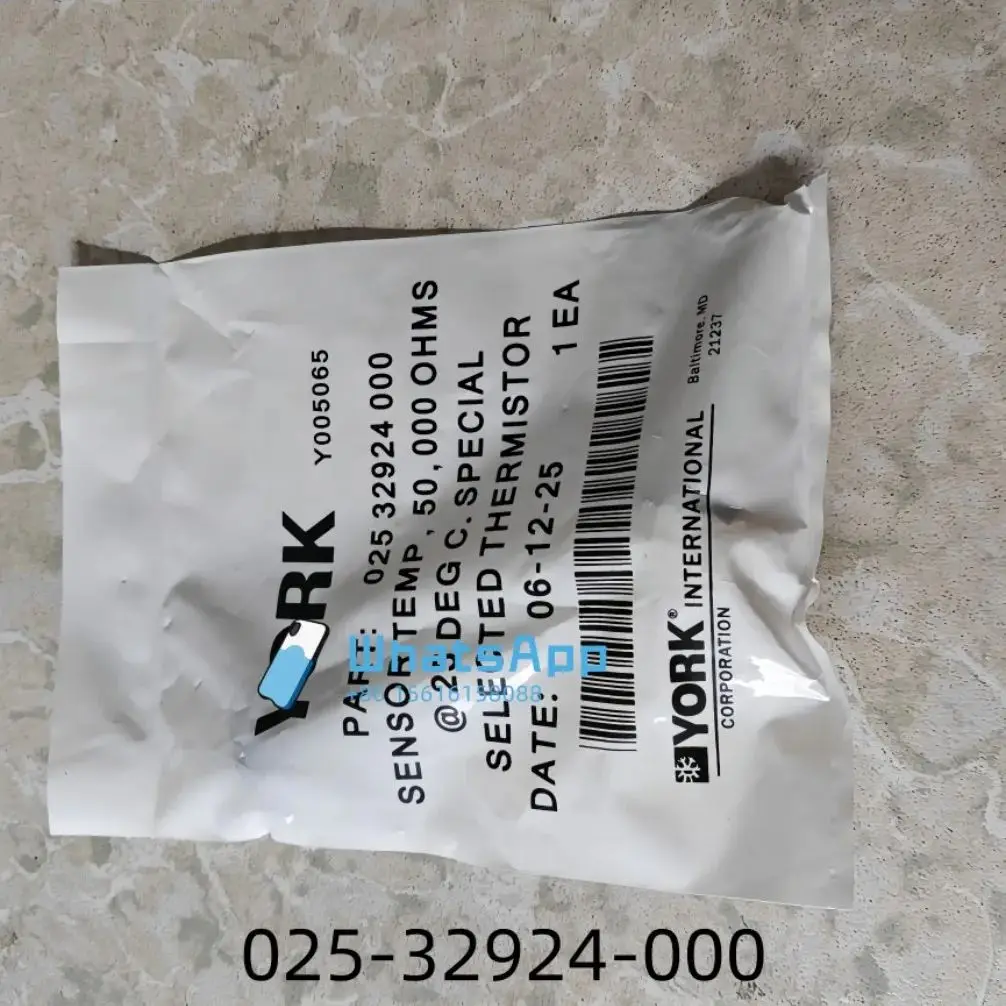 YORK
Y005065
PART: 025 32924 000
SENSOR TEMP, 50,000 OHMS
@ 25 DEG C. SPECIAL
SELECTED THERMISTOR
DATE: 06-12-25 1 EA
YORK® INTERNATIONAL
CORPORATION
Baltimore, MD
21237
WhatsApp
025-32924-000